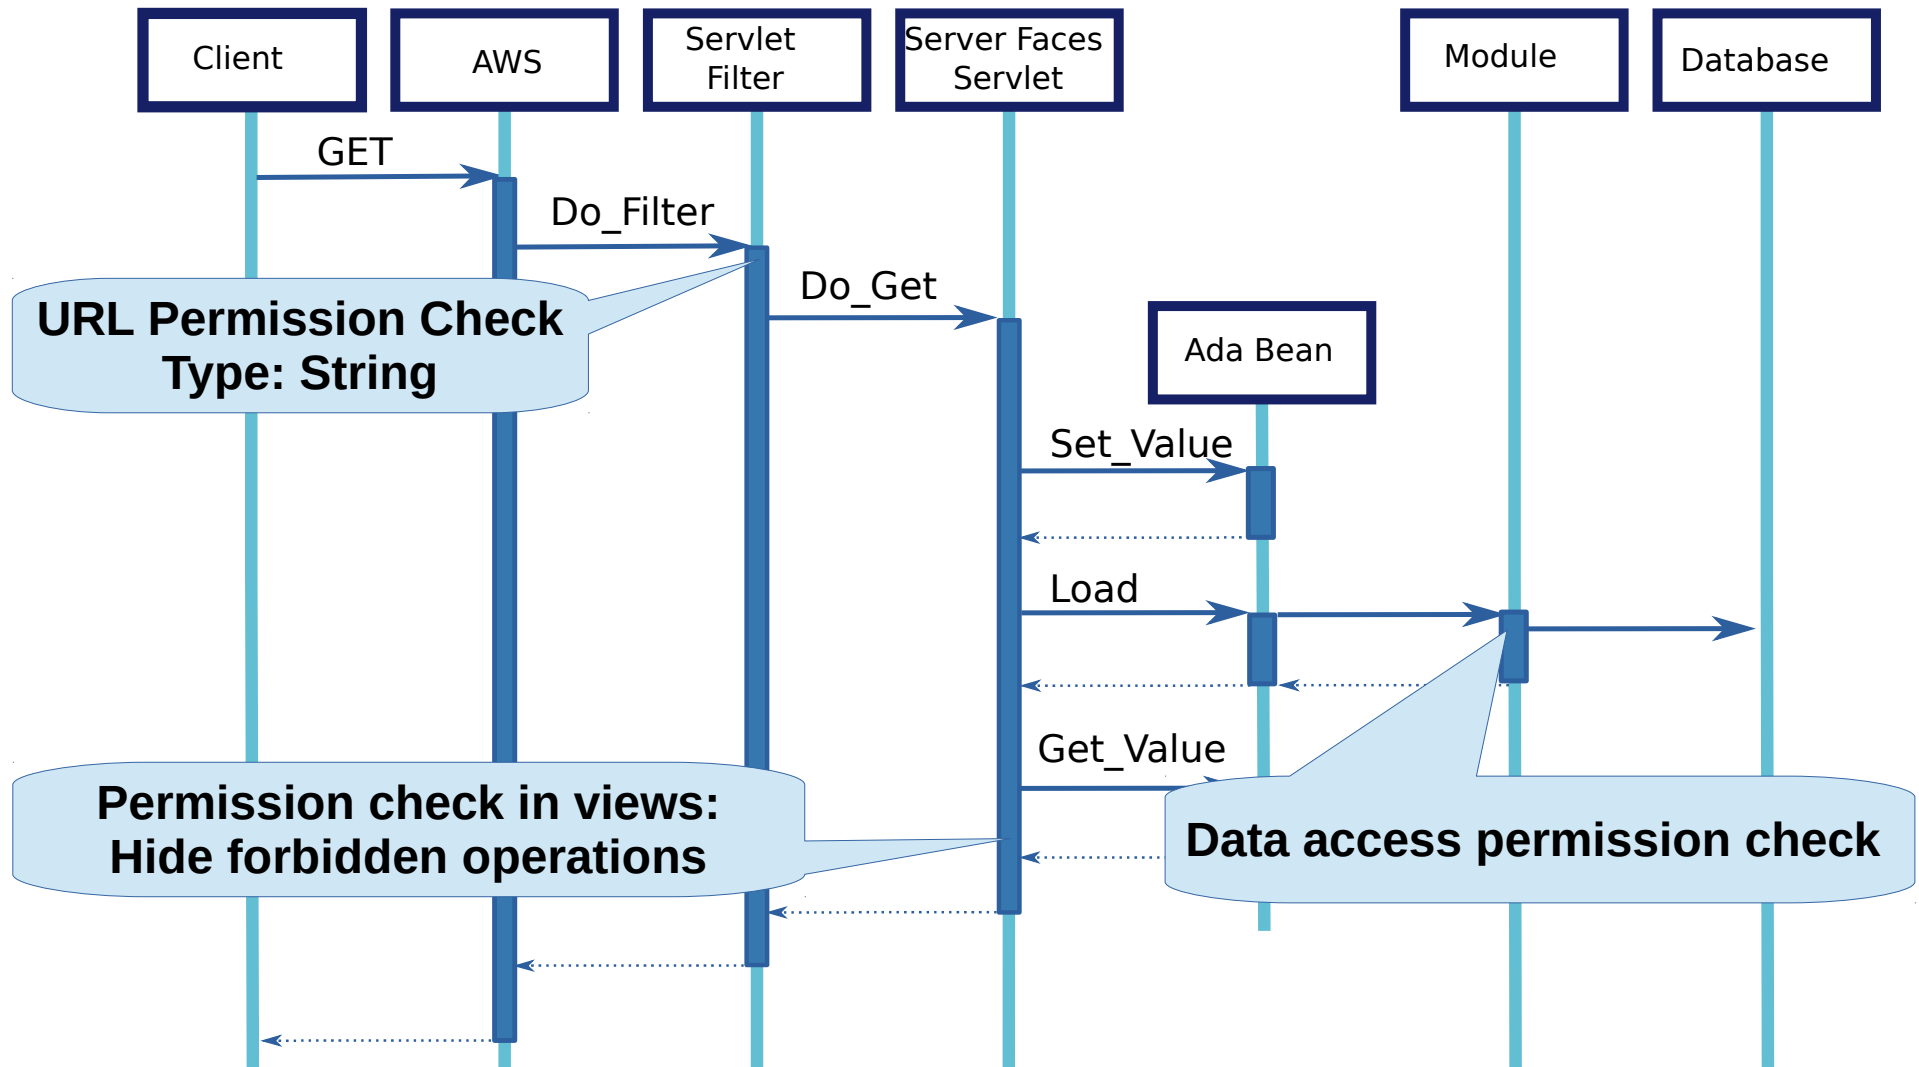 Client
AWS
Servlet
Filter
Server Faces
Servlet
Module
Database
GET
Do_Filter
Do_Get
URL Permission Check
Type: String
Ada Bean
Set_Value
Load
Get_Value
Permission check in views:
Hide forbidden operations
Data access permission check